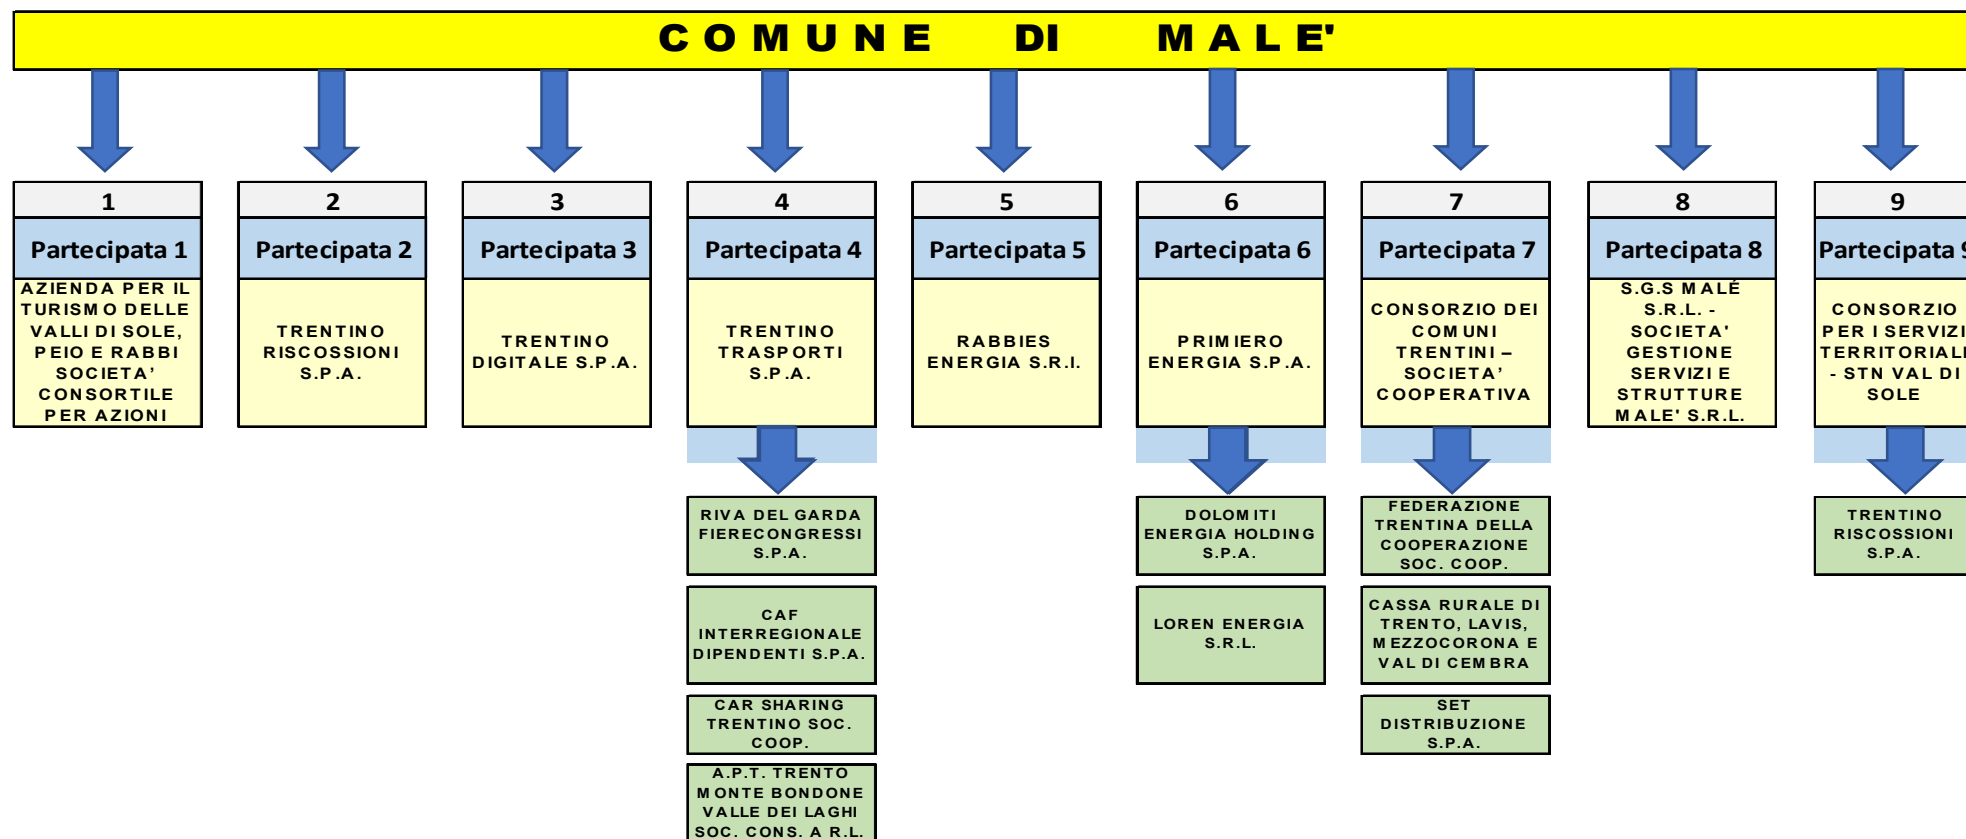 COMUNE DI MALE'
1
Partecipata 1
AZIENDA PER IL
TURISMO DELLE
VALLI DI SOLE,
PEIO E RABBI
SOCIETA’
CONSORTILE
PER AZIONI
2
Partecipata 2
TRENTINO
RISCOSSIONI
S.P.A.
3
Partecipata 3
TRENTINO
DIGITALE S.P.A.
4
Partecipata 4
TRENTINO
TRASPORTI
S.P.A.
RIVA DEL GARDA
FIERECONGRESSI
S.P.A.
CAF
INTERREGIONALE
DIPENDENTI S.P.A.
CAR SHARING
TRENTINO SOC.
COOP.
A.P.T. TRENTO
MONTE BONDONE
VALLE DEI LAGHI
SOC. CONS. A R.L.
5
Partecipata 5
RABBIES
ENERGIA S.R.I.
6
Partecipata 6
PRIMIERO
ENERGIA S.P.A.
DOLOMITI
ENERGIA HOLDING
S.P.A.
LOREN ENERGIA
S.R.L.
7
Partecipata 7
CONSORZIO DEI
COMUNI
TRENTINI –
SOCIETA’
COOPERATIVA
FEDERAZIONE
TRENTINA DELLA
COOPERAZIONE
SOC. COOP.
CASSA RURALE DI
TRENTO, LAVIS,
MEZZOCORONA E
VAL DI CEMBRA
SET
DISTRIBUZIONE
S.P.A.
8
Partecipata 8
S.G.S MALÉ
S.R.L. -
SOCIETA'
GESTIONE
SERVIZI E
STRUTTURE
MALE' S.R.L.
9
Partecipata 9
CONSORZIO
PER I SERVIZI
TERRITORIALI
- STN VAL DI
SOLE
TRENTINO
RISCOSSIONI
S.P.A.